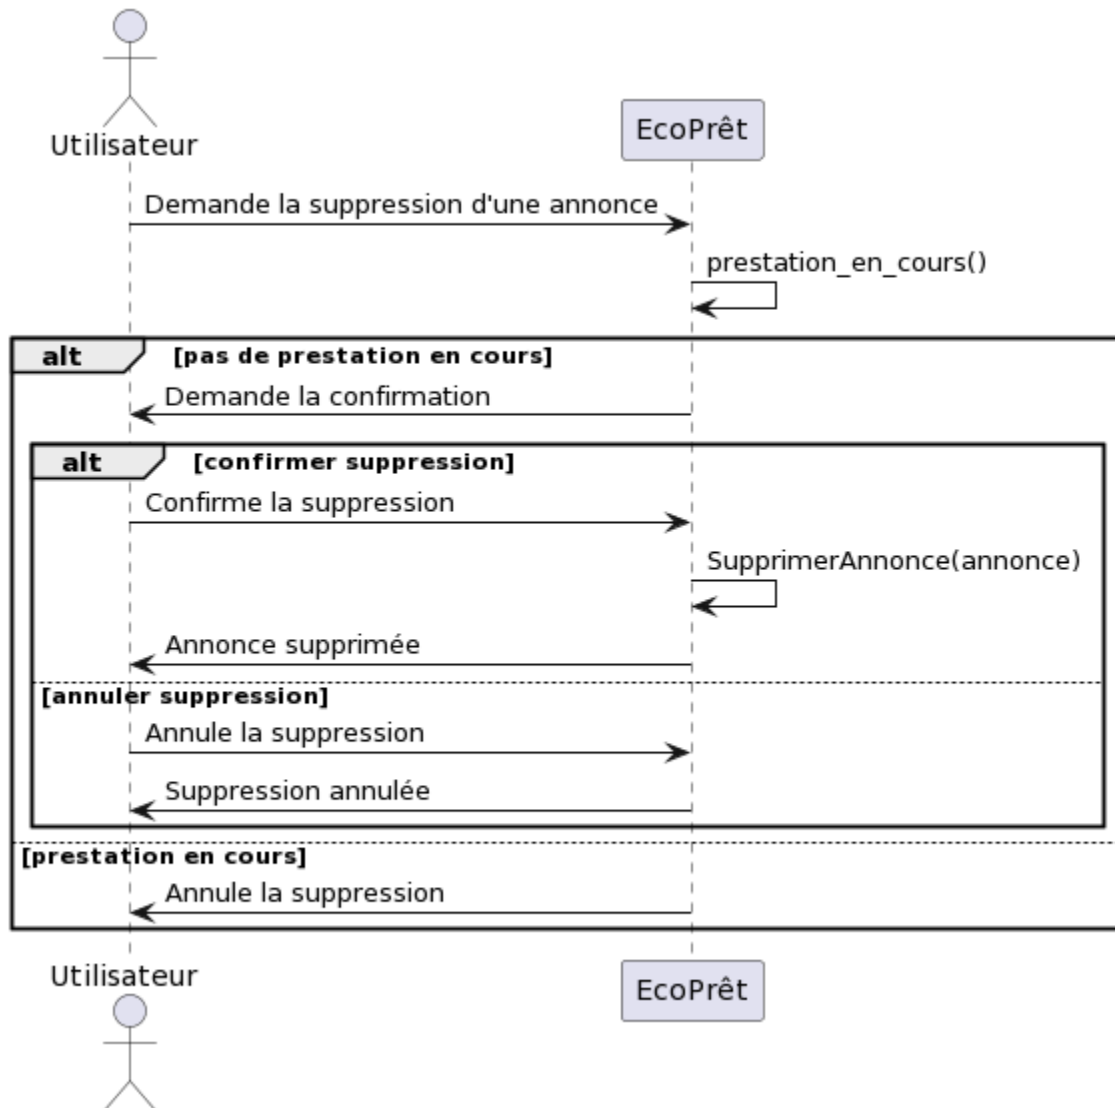 Utilisateur
EcoPrêt
Demande la suppression d'une annonce
prestation_en_cours()
alt [pas de prestation en cours]
Demande la confirmation
alt [confirmer suppression]
Confirme la suppression
SupprimerAnnonce(annonce)
Annonce supprimée
[annuler suppression]
Annule la suppression
Suppression annulée
[prestation en cours]
Annule la suppression
Utilisateur
EcoPrêt